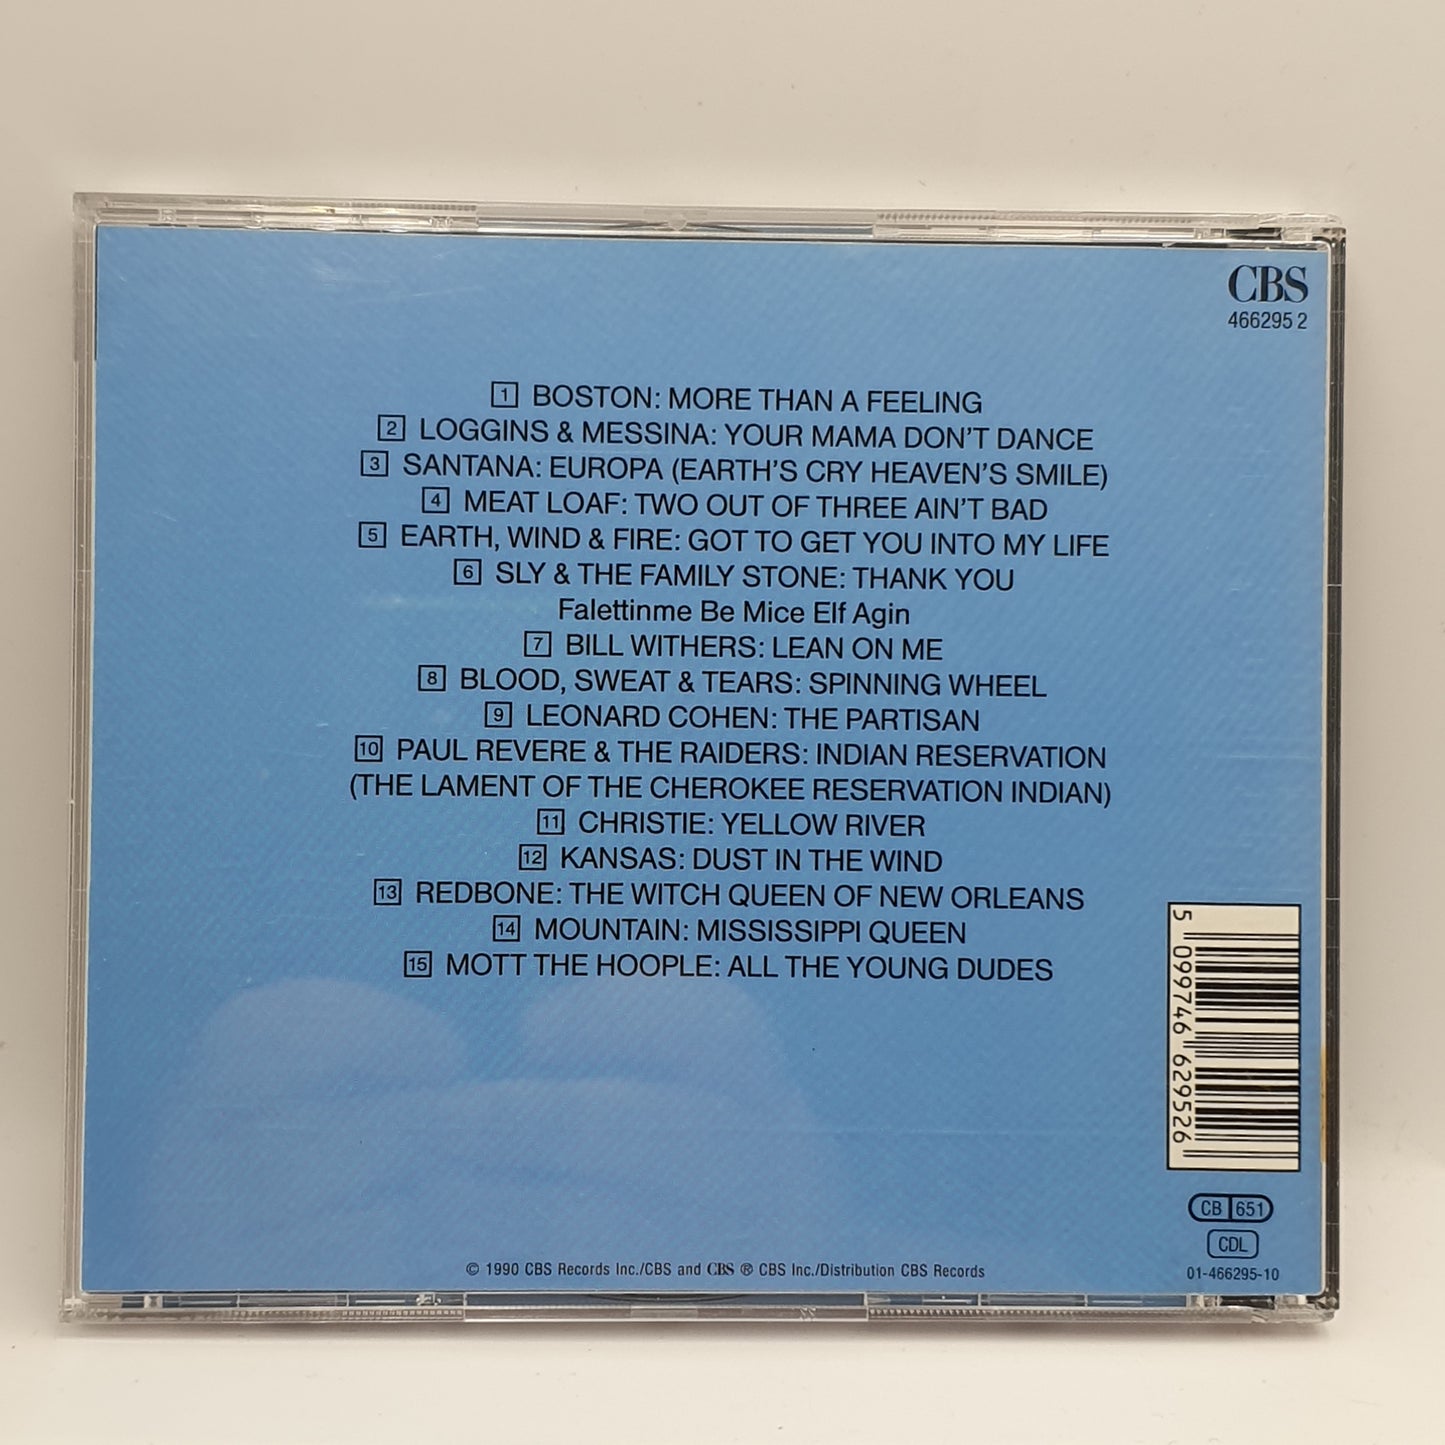 CBS
466295 2
1 BOSTON: MORE THAN A FEELING
2 LOGGINS & MESSINA: YOUR MAMA DON'T DANCE
3 SANTANA: EUROPA (EARTH'S CRY HEAVEN'S SMILE)
4 MEAT LOAF: TWO OUT OF THREE AIN'T BAD
5 EARTH, WIND & FIRE: GOT TO GET YOU INTO MY LIFE
6 SLY & THE FAMILY STONE: THANK YOU
Falettinme Be Mice Elf Agin
7 BILL WITHERS: LEAN ON ME
8 BLOOD, SWEAT & TEARS: SPINNING WHEEL
9 LEONARD COHEN: THE PARTISAN
10 PAUL REVERE & THE RAIDERS: INDIAN RESERVATION
(THE LAMENT OF THE CHEROKEE RESERVATION INDIAN)
11 CHRISTIE: YELLOW RIVER
12 KANSAS: DUST IN THE WIND
13 REDBONE: THE WITCH QUEEN OF NEW ORLEANS
14 MOUNTAIN: MISSISSIPPI QUEEN
15 MOTT THE HOOPLE: ALL THE YOUNG DUDES
5 099746 629526
CB 651
CDL
01-466295-10
© 1990 CBS Records Inc./CBS and CBS ® CBS Inc./Distribution CBS Records